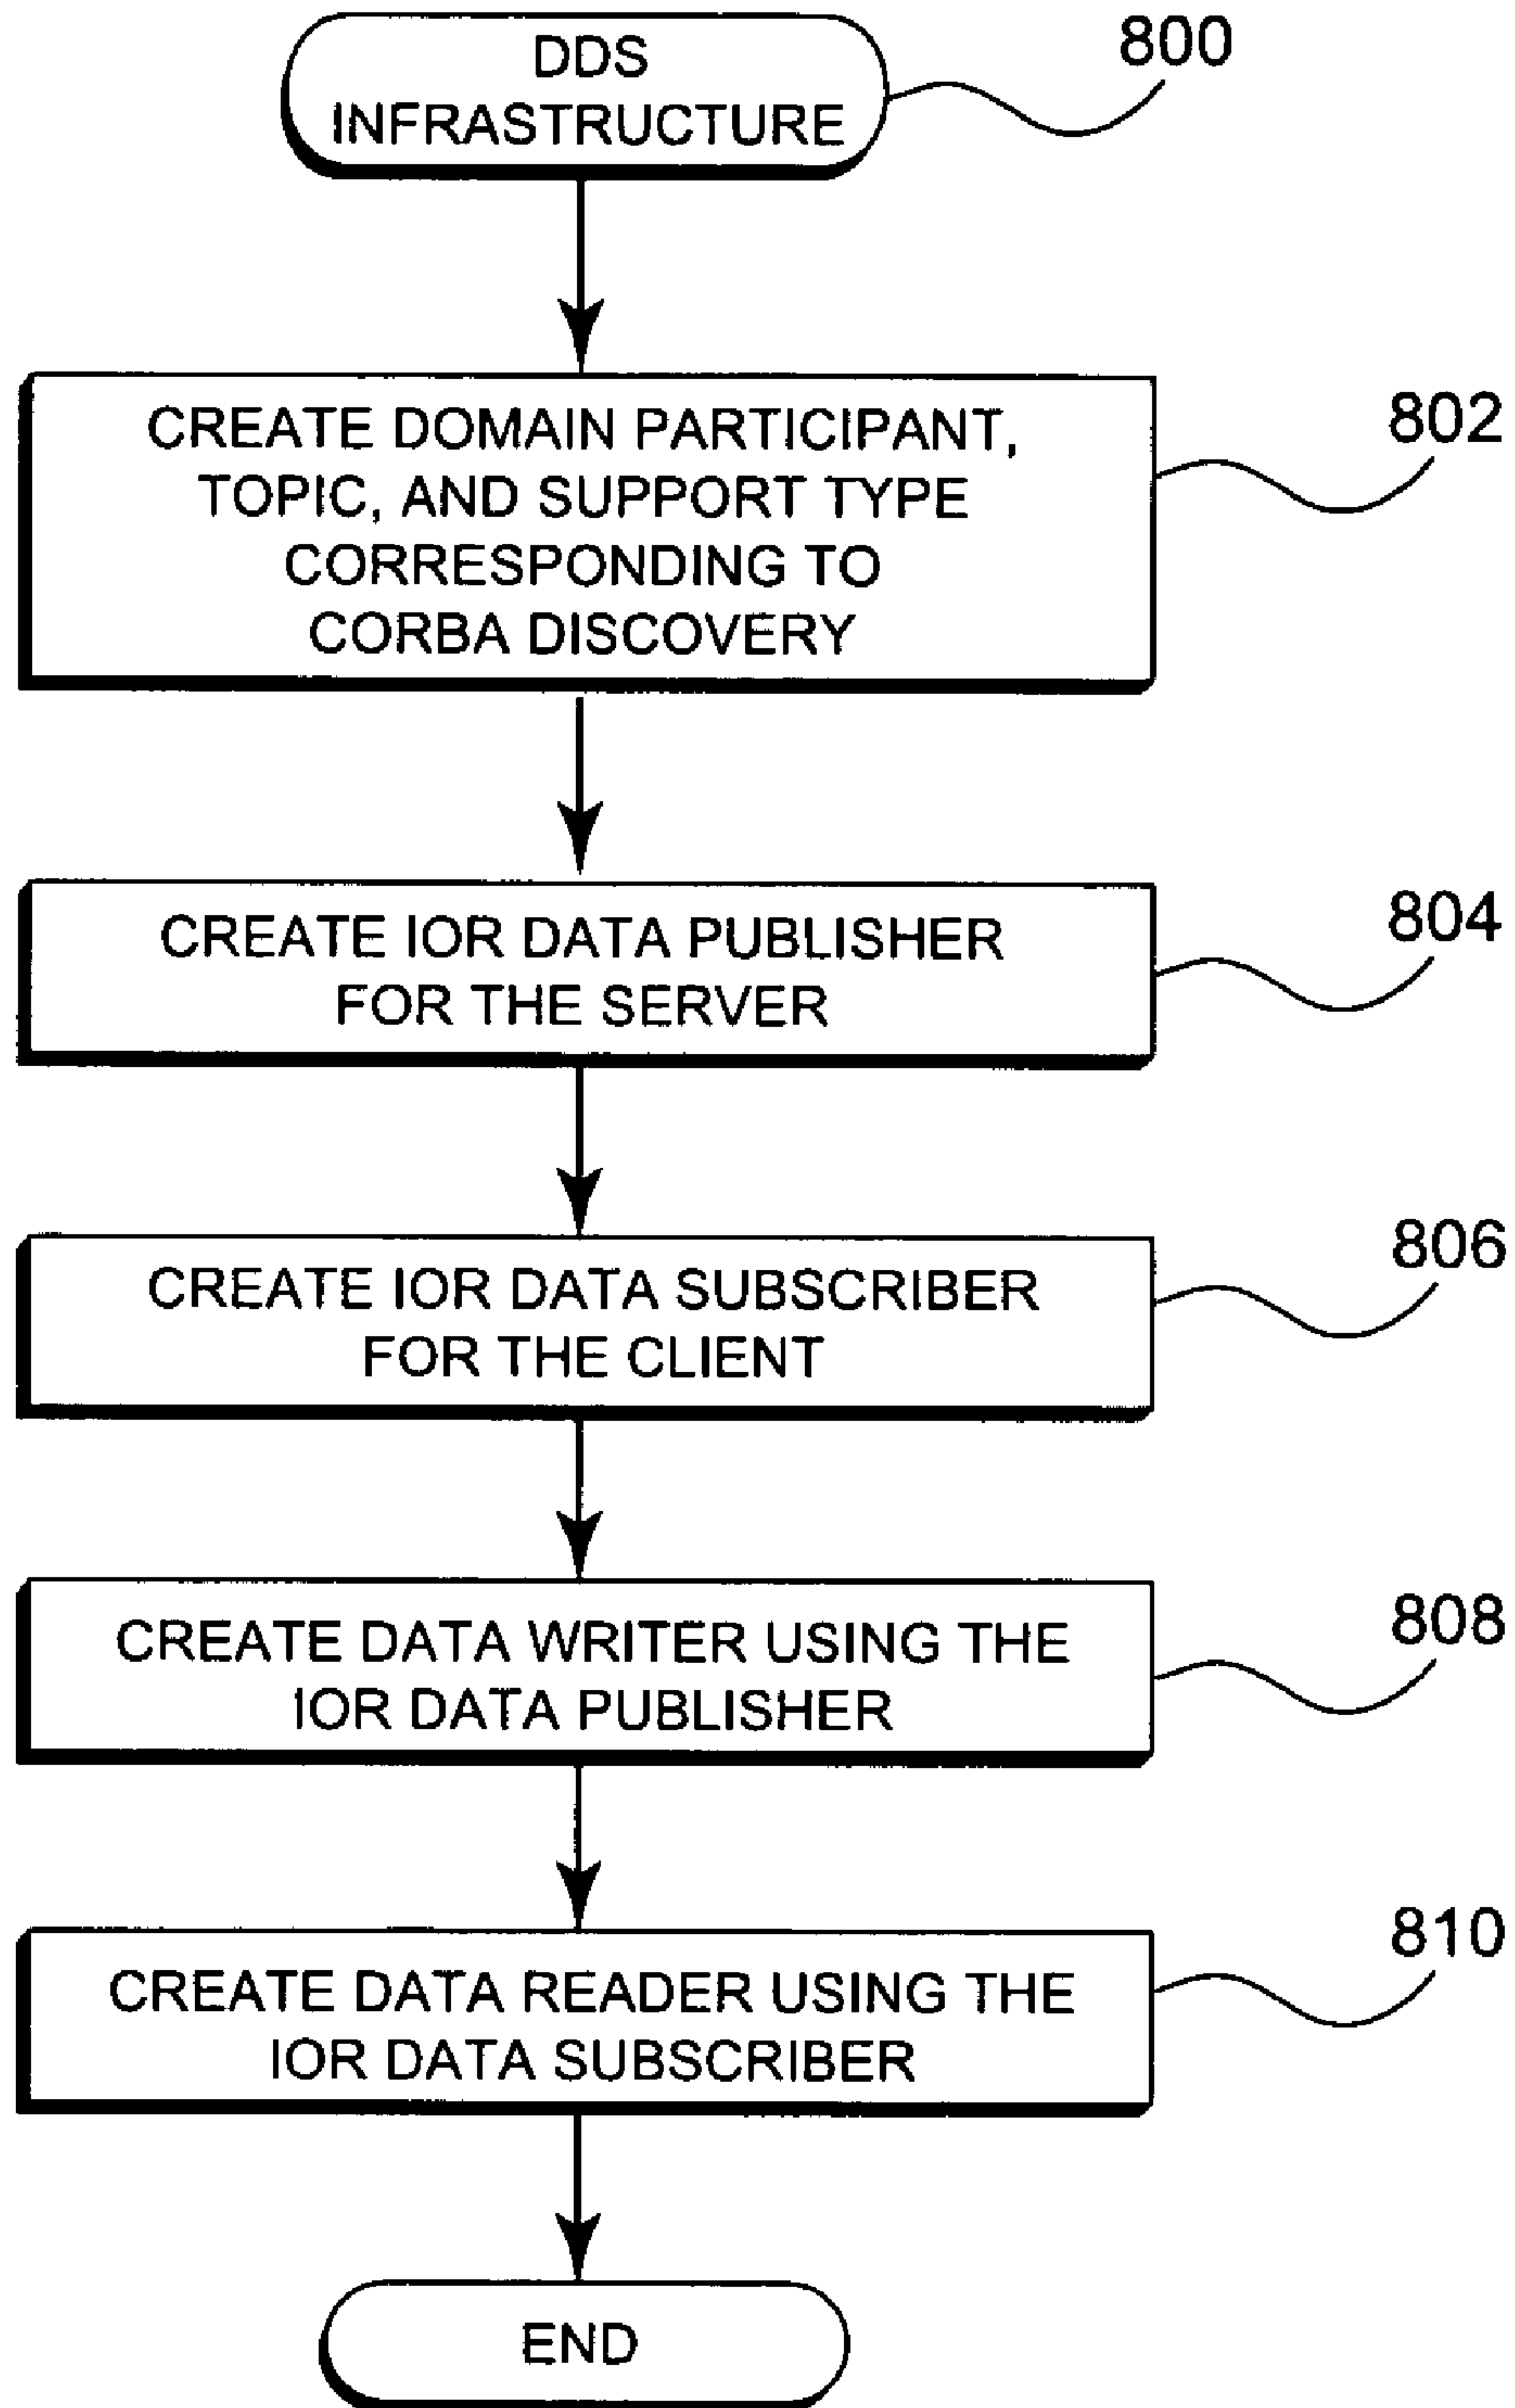 DDS
INFRASTRUCTURE
800
CREATE DOMAIN PARTICIPANT,
TOPIC, AND SUPPORT TYPE
CORRESPONDING TO
CORBA DISCOVERY
802
CREATE IOR DATA PUBLISHER
FOR THE SERVER
804
CREATE IOR DATA SUBSCRIBER
FOR THE CLIENT
806
CREATE DATA WRITER USING THE
IOR DATA PUBLISHER
808
CREATE DATA READER USING THE
IOR DATA SUBSCRIBER
810
END